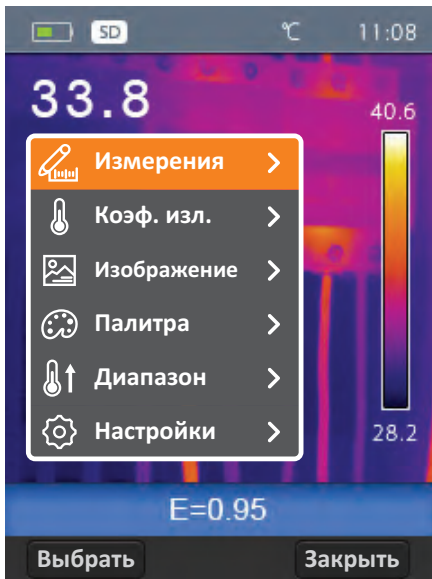 SD °C 11:08
33.8
40.6
Измерения
Коэф. изл.
Изображение
Палитра
Диапазон
Настройки
28.2
E=0.95
Выбрать Закрыть